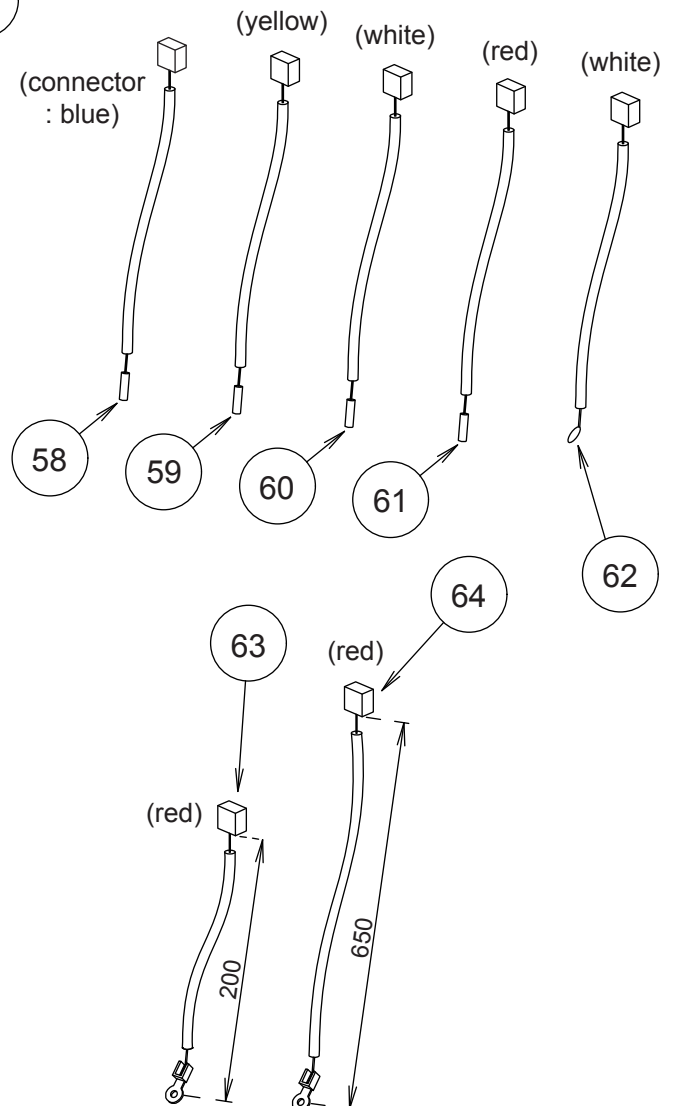 (yellow)
(white)
(red)
(white)
(connector
: blue)
58
59
60
61
62
64
63
(red)
(red)
650
200